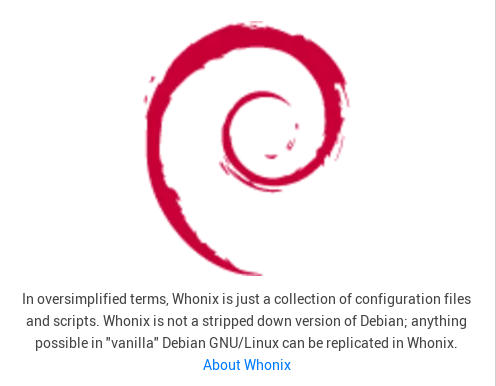 In oversimplified terms, Whonix is just a collection of configuration files
and scripts. Whonix is not a stripped down version of Debian; anything
possible in "vanilla" Debian GNU/Linux can be replicated in Whonix.
About Whonix